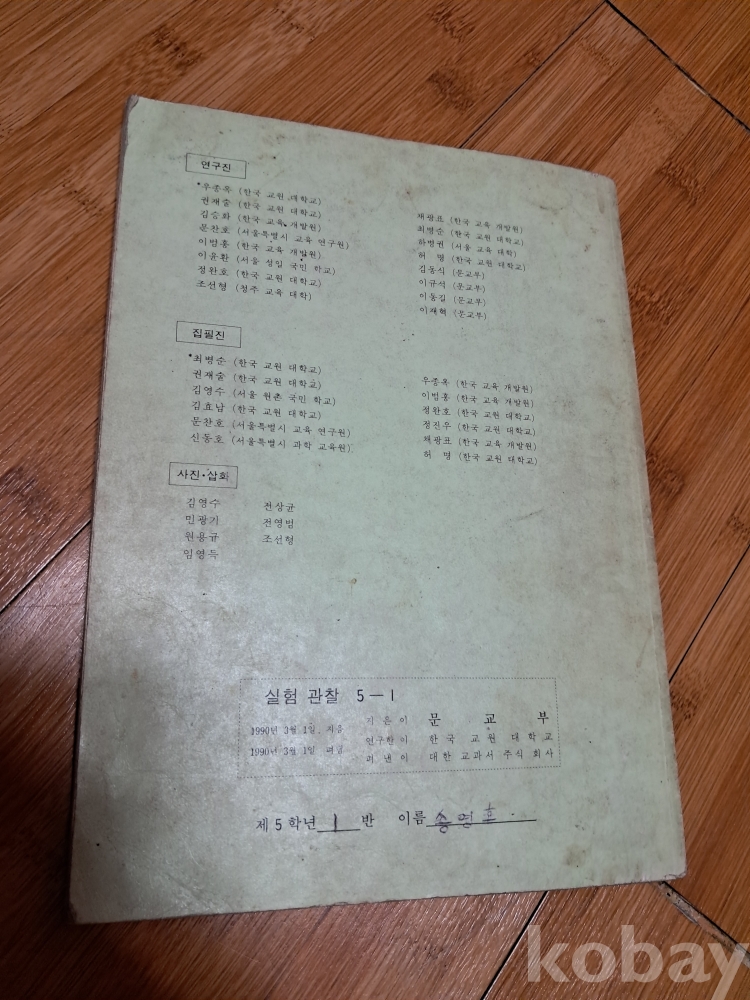 연구진
*우종옥 (한국 교원 대학교)
권재술 (한국 교원 대학교)
김승화 (한국 교육 개발원)
문찬호 (서울특별시 교육 연구원)
이범홍 (한국 교육 개발원)
이윤환 (서울 성일 국민 학교)
정완호 (한국 교원 대학교)
조선형 (청주 교육 대학)
채광표 (한국 교육 개발원)
최병순 (한국 교원 대학교)
하병권 (서울 교육 대학)
허 명 (한국 교원 대학교)
김동식 (문교부)
이규석 (문교부)
이동길 (문교부)
이재혁 (문교부)
집필진
*최병순 (한국 교원 대학교)
권재술 (한국 교원 대학교)
김영수 (서울 원촌 국민 학교)
김효남 (한국 교원 대학교)
문찬호 (서울특별시 교육 연구원)
신동호 (서울특별시 과학 교육원)
우종옥 (한국 교육 개발원)
이범홍 (한국 교육 개발원)
정완호 (한국 교원 대학교)
정진우 (한국 교원 대학교)
채광표 (한국 교육 개발원)
허 명 (한국 교원 대학교)
사진·삽화
김영수 전상균
민광기 전영범
원용규 조선형
임영득
실험 관찰 5-1
1990년 3월 1일 지음
1990년 3월 1일 펴냄
지은이 문교부
연구한이 한국 교원 대학교
펴낸이 대한 교과서 주식 회사
제5학년 1 반 이름 송영훈
kobay